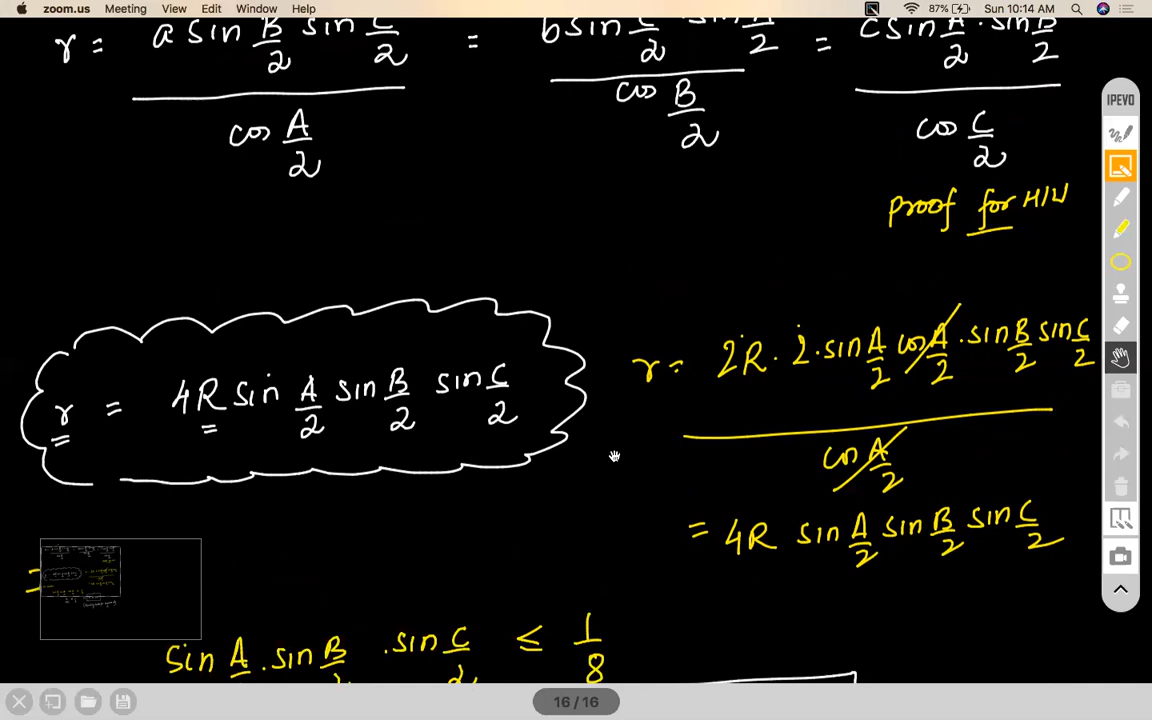 zoom.us Meeting View Edit Window Help 87% Sun 10:14 AM
r = a sin B/2 sin C/2 / cos A/2 = b sin C/2 sin A/2 / cos B/2 = c sin A/2 · sin B/2 / cos C/2
proof for H/W
r = 4R sin A/2 sin B/2 sin C/2
r = 2R · 2 · sin A/2 cos A/2 · sin B/2 sin C/2 / cos A/2
= 4R sin A/2 sin B/2 sin C/2
sin A/2 · sin B/2 · sin C/2 ≤ 1/8
IPEVO
16 / 16